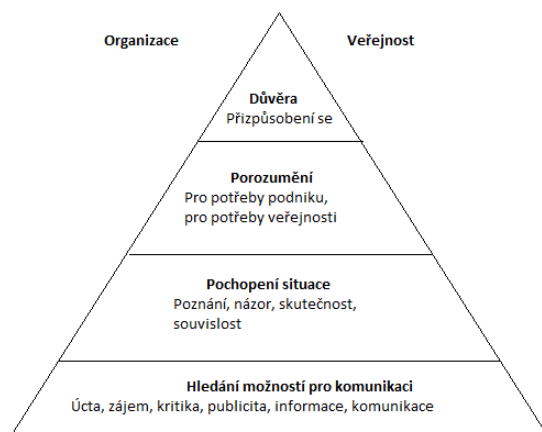 Organizace
Veřejnost
Důvěra
Přizpůsobení se
Porozumění
Pro potřeby podniku,
pro potřeby veřejnosti
Pochopení situace
Poznání, názor, skutečnost,
souvislost
Hledání možností pro komunikaci
Úcta, zájem, kritika, publicita, informace, komunikace